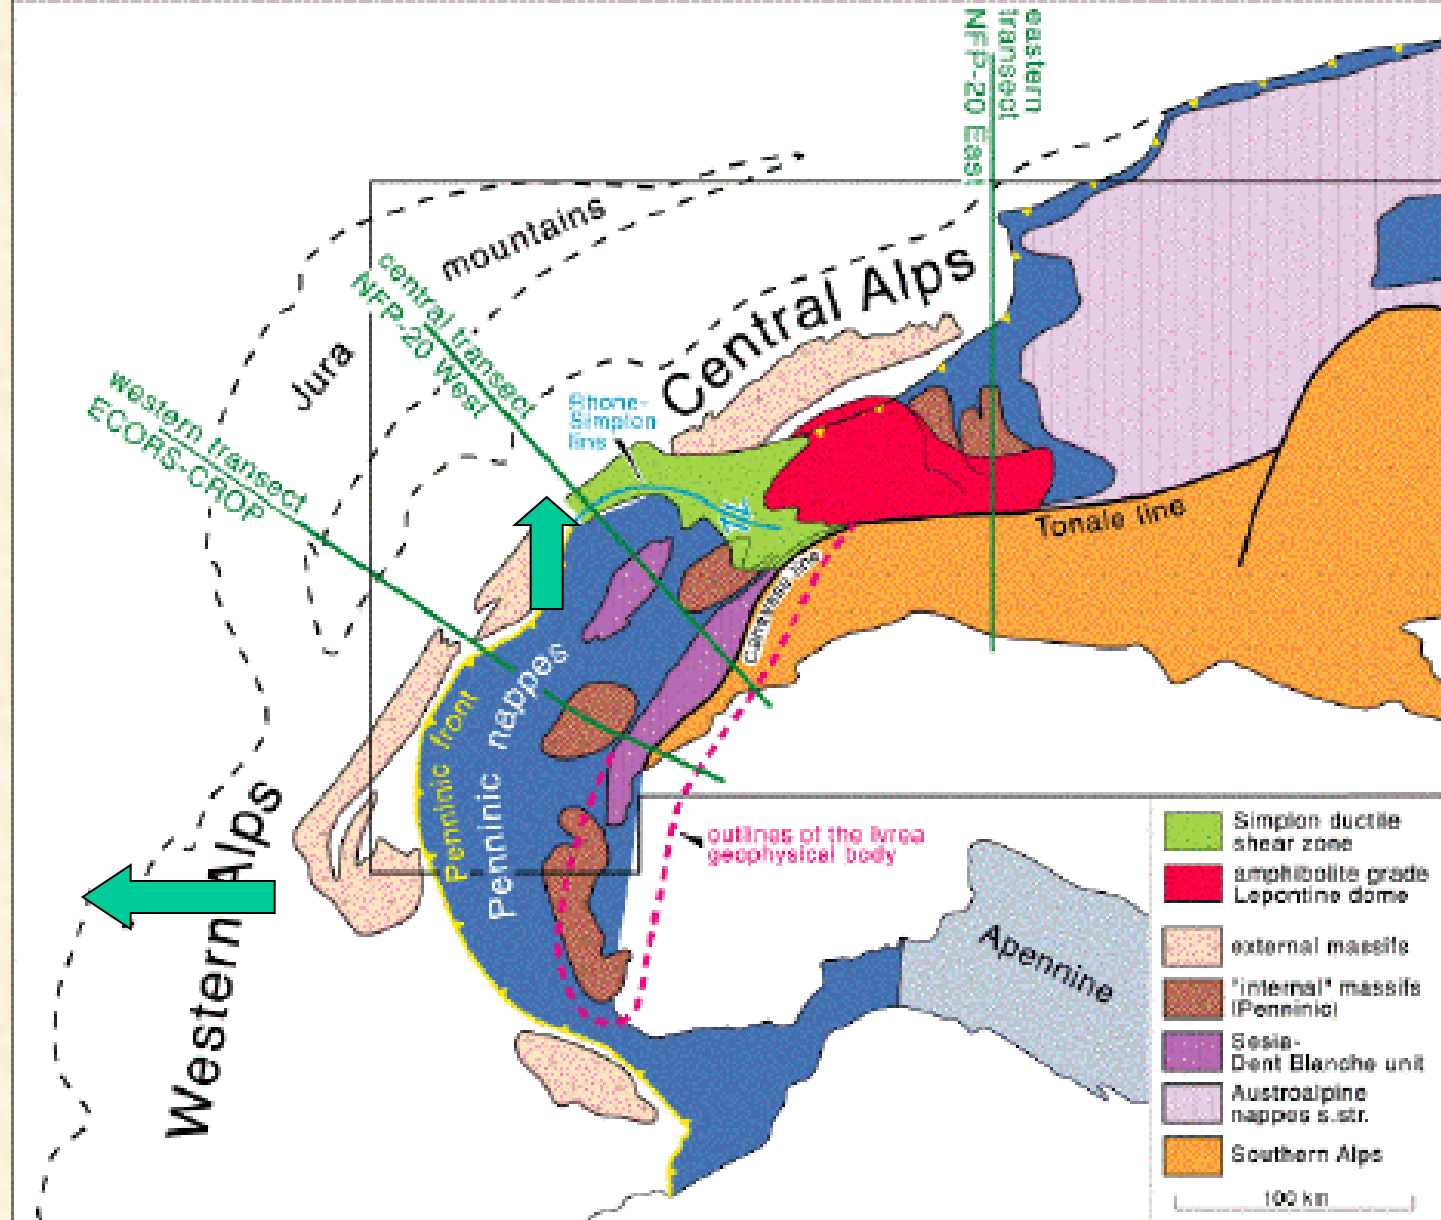 eastern
transect
NFP-20 East
mountains
Jura
central transect
NFP-20 West
western transect
ECORS-CROP
Central Alps
Rhone-
Simplon
line
Tonale line
canavese line
Penninic front
Penninic nappes
Western Alps
outlines of the Ivrea
geophysical body
Apennine
Simplon ductile
shear zone
amphibolite grade
Lepontine dome
external massifs
"internal" massifs
(Penninic)
Sesia-
Dent Blanche unit
Austroalpine
nappes s.str.
Southern Alps
100 km